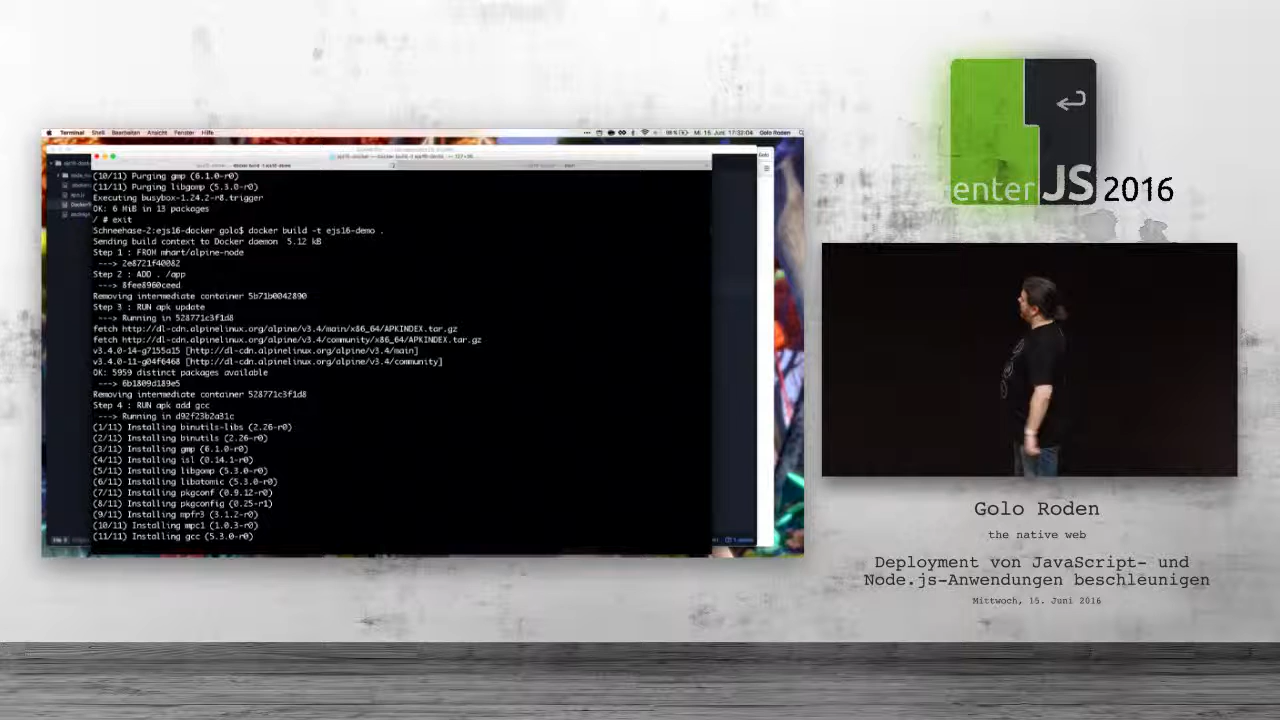 Terminal Shell Bearbeiten Ansicht Fenster Hilfe
Golo Roden
(10/11) Purging gmp (6.1.0-r0)
(11/11) Purging libgomp (5.3.0-r0)
Executing busybox-1.24.2-r8.trigger
OK: 6 MiB in 13 packages
/ # exit
Schneehase-2:ejs16-docker golo$ docker build -t ejs16-demo .
Sending build context to Docker daemon 5.12 kB
Step 1 : FROM mhart/alpine-node
---> 2e8721f40082
Step 2 : ADD . /app
---> 8fee8960ceed
Removing intermediate container 5b71b0042890
Step 3 : RUN apk update
---> Running in 528771c3f1d8
fetch http://dl-cdn.alpinelinux.org/alpine/v3.4/main/x86_64/APKINDEX.tar.gz
fetch http://dl-cdn.alpinelinux.org/alpine/v3.4/community/x86_64/APKINDEX.tar.gz
v3.4.0-14-g7155a15 [http://dl-cdn.alpinelinux.org/alpine/v3.4/main]
v3.4.0-11-g04f6468 [http://dl-cdn.alpinelinux.org/alpine/v3.4/community]
OK: 5959 distinct packages available
---> 6b1809d189e5
Removing intermediate container 528771c3f1d8
Step 4 : RUN apk add gcc
---> Running in d92f23b2a31c
(1/11) Installing binutils-libs (2.26-r0)
(2/11) Installing binutils (2.26-r0)
(3/11) Installing gmp (6.1.0-r0)
(4/11) Installing isl (0.14.1-r0)
(5/11) Installing libgomp (5.3.0-r0)
(6/11) Installing libatomic (5.3.0-r0)
(7/11) Installing pkgconf (0.9.12-r0)
(8/11) Installing pkgconfig (0.25-r1)
(9/11) Installing mpfr3 (3.1.2-r0)
(10/11) Installing mpc1 (1.0.3-r0)
(11/11) Installing gcc (5.3.0-r0)
enterJS 2016
Golo Roden
the native web
Deployment von JavaScript- und
Node.js-Anwendungen beschleunigen
Mittwoch, 15. Juni 2016